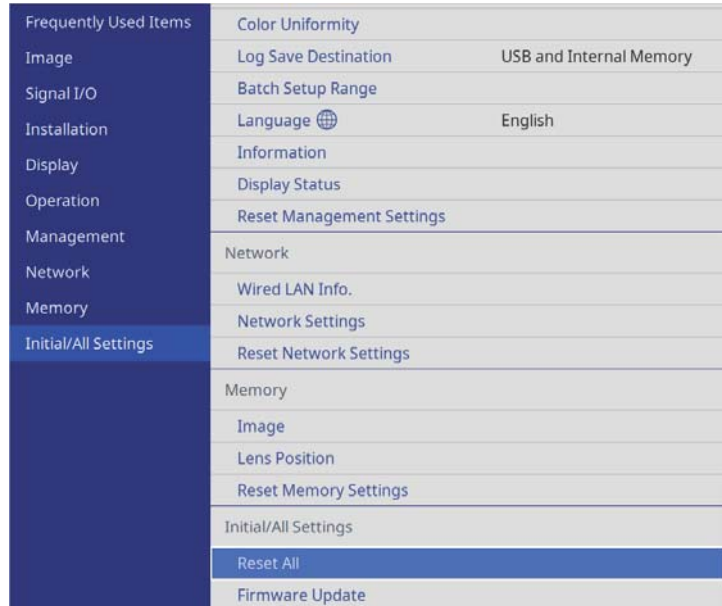 Frequently Used Items
Image
Signal I/O
Installation
Display
Operation
Management
Network
Memory
Initial/All Settings
Color Uniformity
Log Save Destination USB and Internal Memory
Batch Setup Range
Language English
Information
Display Status
Reset Management Settings
Network
Wired LAN Info.
Network Settings
Reset Network Settings
Memory
Image
Lens Position
Reset Memory Settings
Initial/All Settings
Reset All
Firmware Update